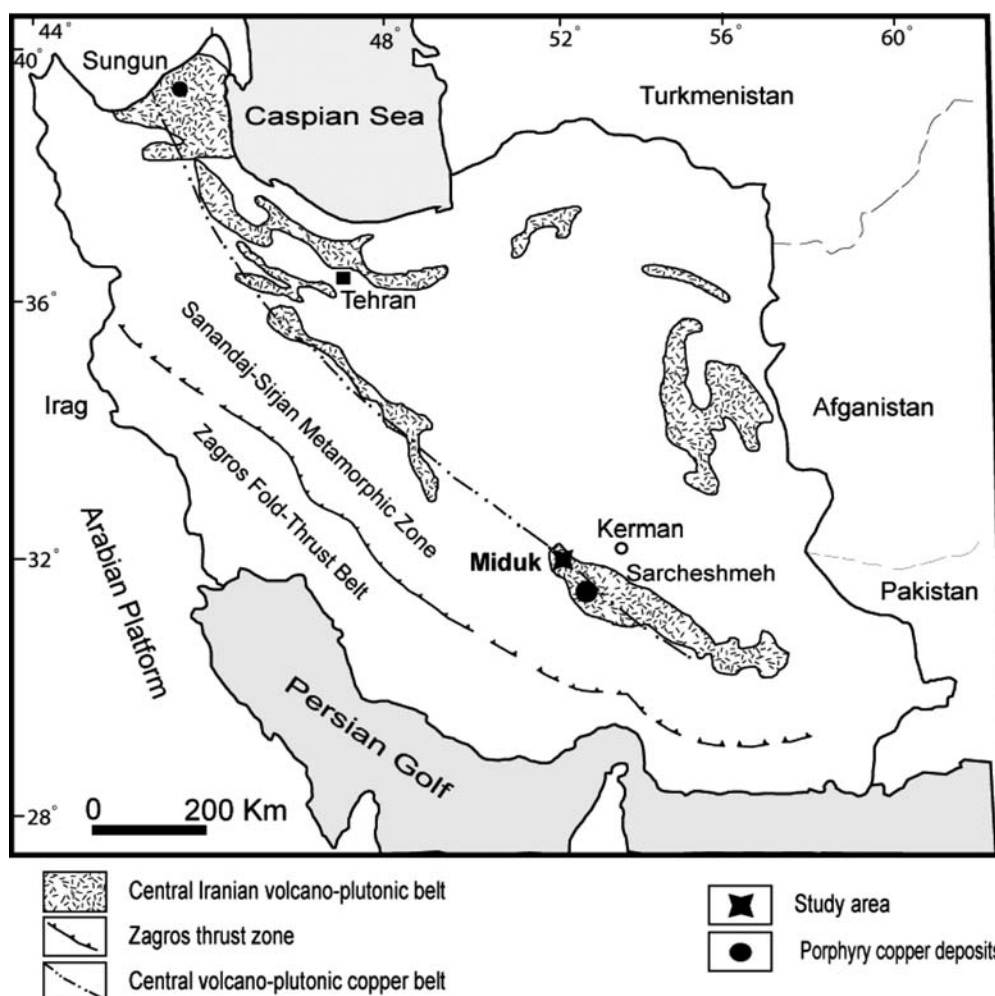 44° 48° 52° 56° 60°
40°
Sungun
Caspian Sea
Turkmenistan
36°
Tehran
Sanandaj-Sirjan Metamorphic Zone
Irag
Afganistan
Zagros Fold-Thrust Belt
Kerman
32°
Miduk
Sarcheshmeh
Pakistan
Arabian Platform
Persian Golf
0 200 Km
28°
Central Iranian volcano-plutonic belt
Study area
Zagros thrust zone
Porphyry copper deposits
Central volcano-plutonic copper belt